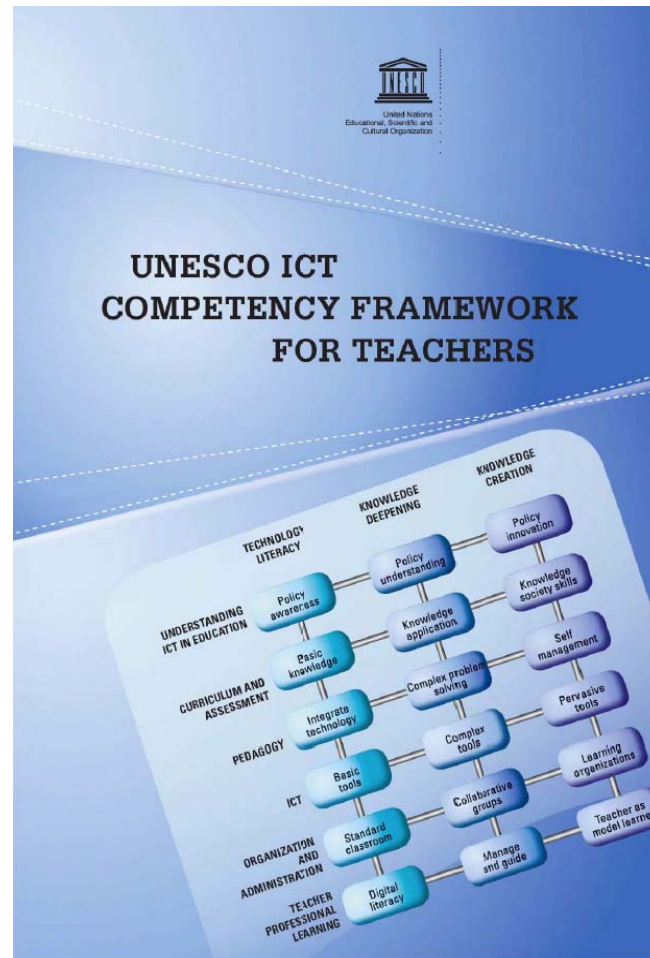 UNESCO
United Nations
Educational, Scientific and
Cultural Organization
UNESCO ICT
COMPETENCY FRAMEWORK
FOR TEACHERS
TECHNOLOGY
LITERACY
KNOWLEDGE
DEEPENING
KNOWLEDGE
CREATION
UNDERSTANDING
ICT IN EDUCATION
Policy
awareness
Policy
understanding
Policy
innovation
CURRICULUM AND
ASSESSMENT
Basic
knowledge
Knowledge
application
Knowledge
society skills
PEDAGOGY
Integrate
technology
Complex problem
solving
Self
management
ICT
Basic
tools
Complex
tools
Pervasive
tools
ORGANIZATION
AND
ADMINISTRATION
Standard
classroom
Collaborative
groups
Learning
organizations
TEACHER
PROFESSIONAL
LEARNING
Digital
literacy
Manage
and guide
Teacher as
model learne